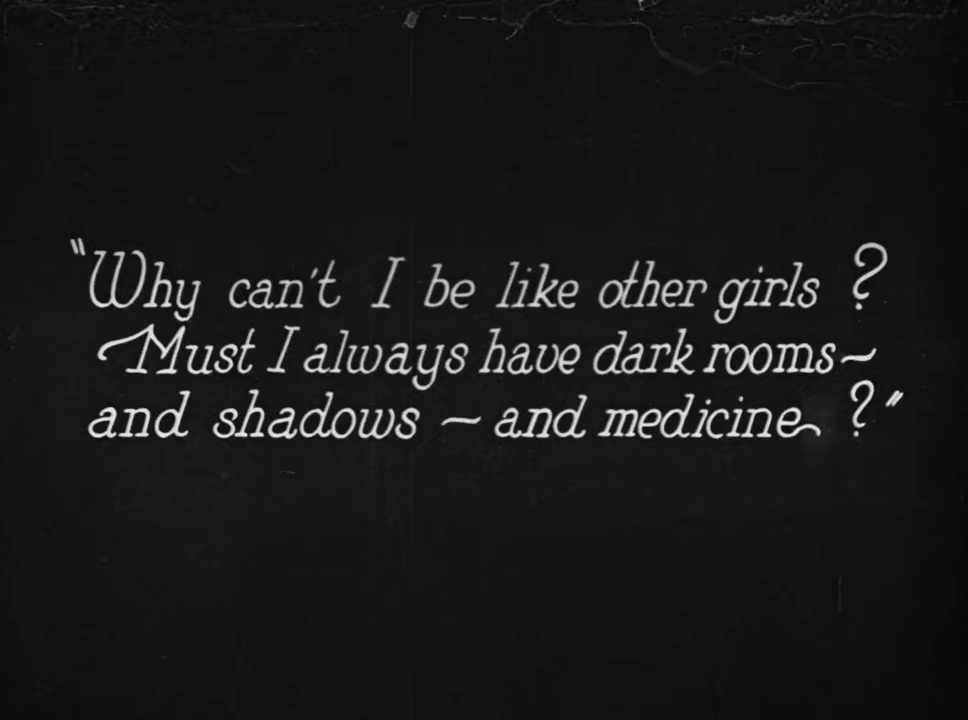 "Why can't I be like other girls?
Must I always have dark rooms~
and shadows ~ and medicine?"